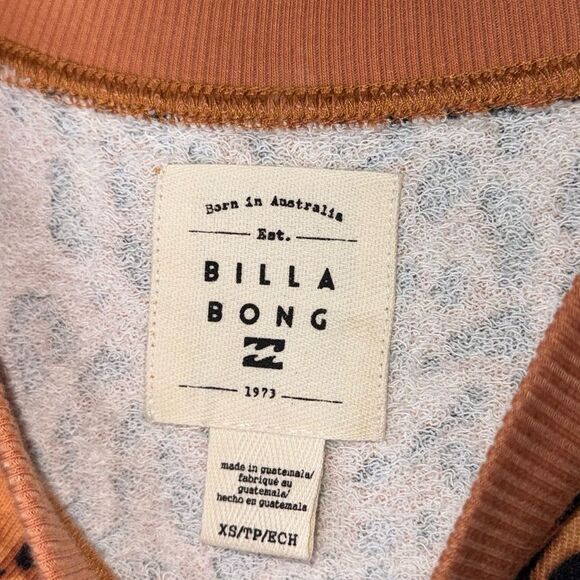 Born in Australia
Est.
BILLA
BONG
1973
made in guatemala/
fabriqué au
guatemala/
hecho en guatemala
XS/TP/ECH